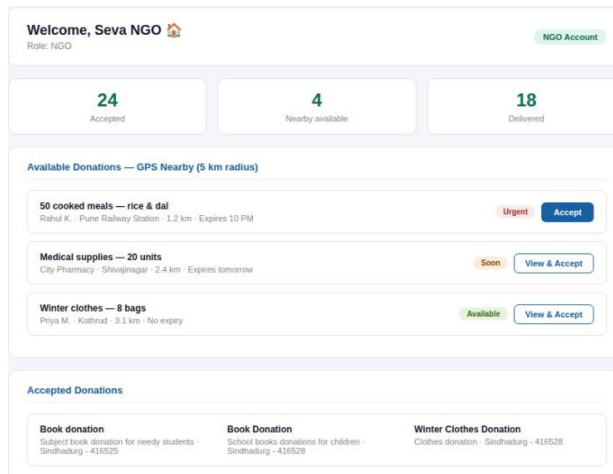 Welcome, Seva NGO
Role: NGO
NGO Account
24
Accepted
4
Nearby available
18
Delivered
Available Donations — GPS Nearby (5 km radius)
50 cooked meals — rice & dal
Rahul K. · Pune Railway Station · 1.2 km · Expires 10 PM
Urgent
Accept
Medical supplies — 20 units
City Pharmacy · Shivajinagar · 2.4 km · Expires tomorrow
Soon
View & Accept
Winter clothes — 8 bags
Priya M. · Kothrud · 3.1 km · No expiry
Available
View & Accept
Accepted Donations
Book donation
Subject book donation for needy students ·
Sindhadurg - 416525
Book Donation
School books donations for children ·
Sindhadurg - 416528
Winter Clothes Donation
Clothes donation · Sindhadurg - 416528